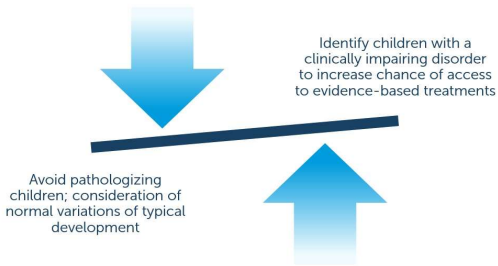 Identify children with a
clinically impairing disorder
to increase chance of access
to evidence-based treatments
Avoid pathologizing
children; consideration of
normal variations of typical
development